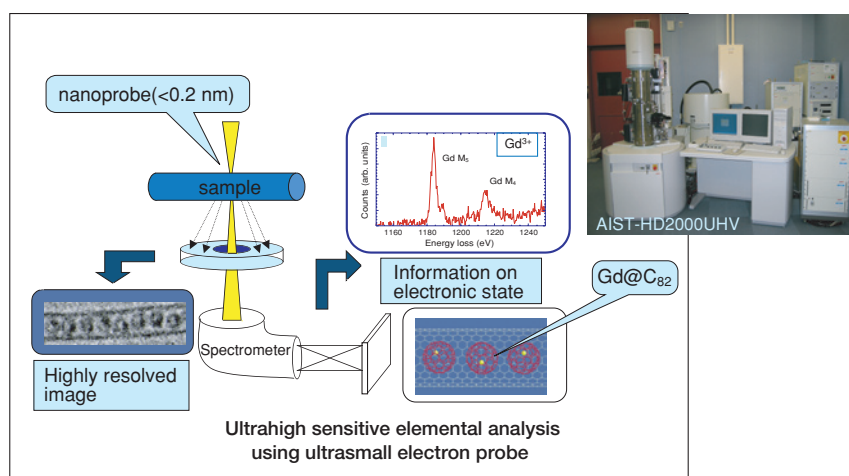 nanoprobe(<0.2 nm)
sample
Counts (arb. units)
Gd³⁺
Gd M₅
Gd M₄
1160 1180 1200 1220 1240
Energy loss (eV)
AIST-HD2000UHV
Information on
electronic state
Gd@C₈₂
Spectrometer
Highly resolved
image
Ultrahigh sensitive elemental analysis
using ultrasmall electron probe